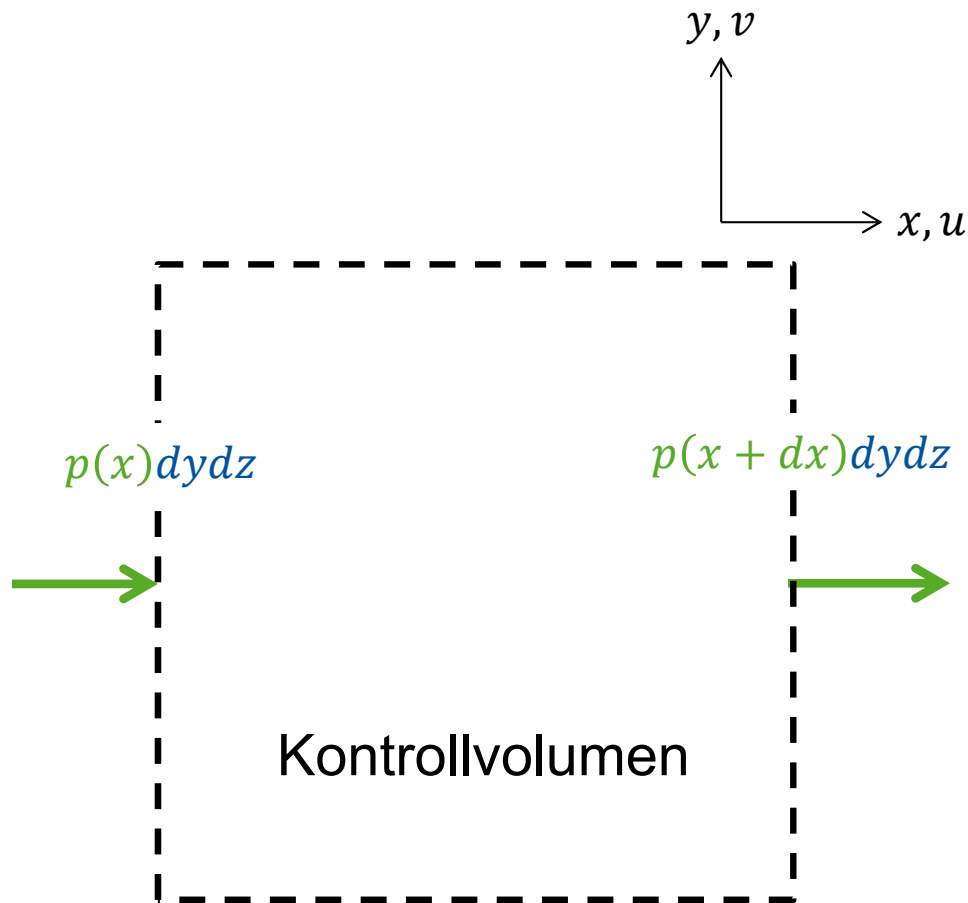 y, v
x, u
p(x)dydz
p(x + dx)dydz
Kontrollvolumen